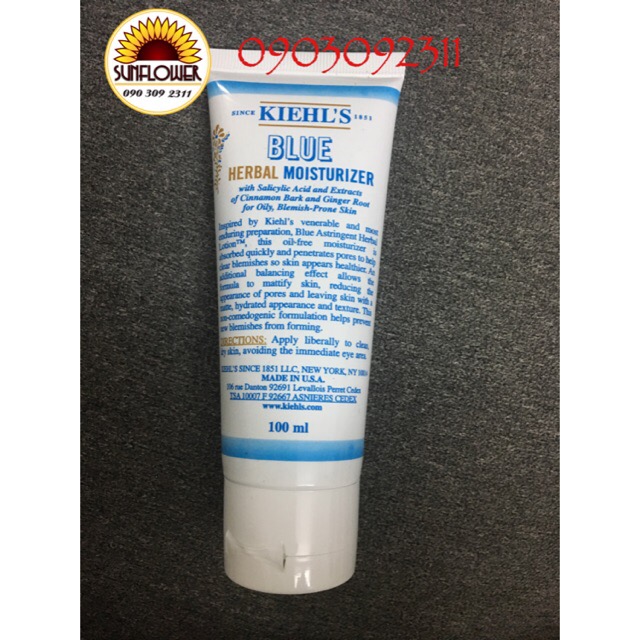 SUNFLOWER
090 309 2311
0903092311
SINCE KIEHL'S 1851
BLUE
HERBAL MOISTURIZER
with Salicylic Acid and Extracts
of Cinnamon Bark and Ginger Root
for Oily, Blemish-Prone Skin
Inspired by Kiehl's venerable and most
enduring preparation, Blue Astringent Herbal
Lotion™, this oil-free moisturizer is
absorbed quickly and penetrates pores to help
clear blemishes so skin appears healthier. An
additional balancing effect allows the
formula to mattify skin, reducing the
appearance of pores and leaving skin with a
matte, hydrated appearance and texture. This
non-comedogenic formulation helps prevent
new blemishes from forming.
DIRECTIONS: Apply liberally to clean,
dry skin, avoiding the immediate eye area.
KIEHL'S SINCE 1851 LLC, NEW YORK, NY
MADE IN U.S.A.
rue Danton 92691 Levallois Perret Cedex
TSA 10007 F 92667 ASNIERES CEDEX
www.kiehls.com
100 ml